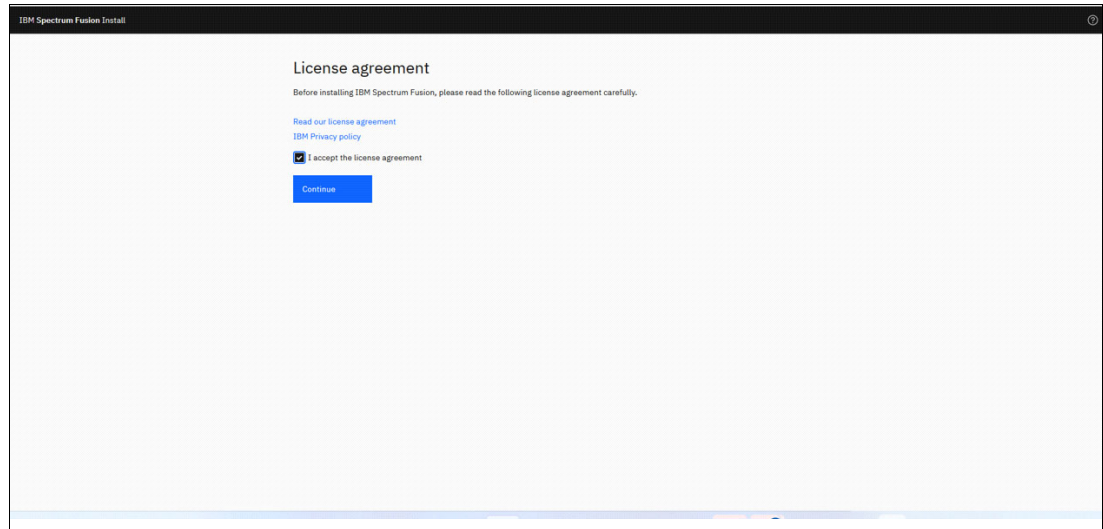 IBM Spectrum Fusion Install
License agreement
Before installing IBM Spectrum Fusion, please read the following license agreement carefully.
Read our license agreement
IBM Privacy policy
I accept the license agreement
Continue